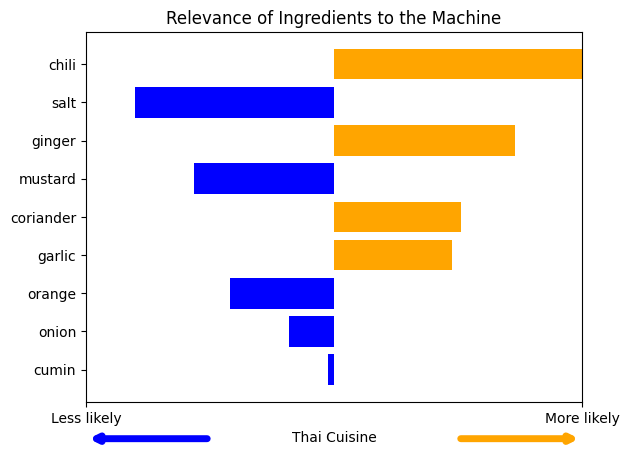 Relevance of Ingredients to the Machine
chili
salt
ginger
mustard
coriander
garlic
orange
onion
cumin
Less likely
More likely
Thai Cuisine